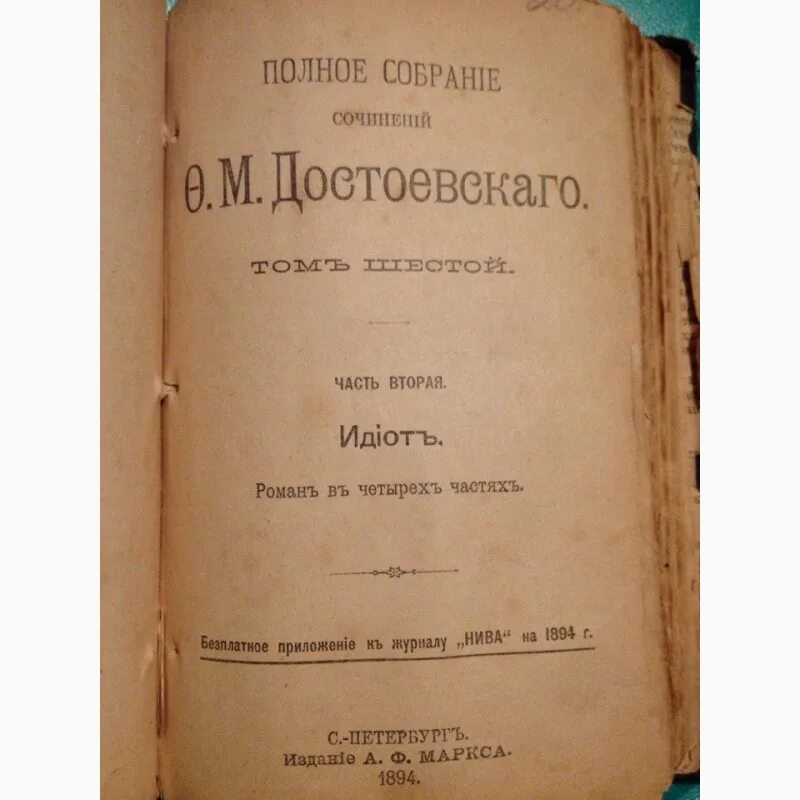 ПОЛНОЕ СОБРАНІЕ
СОЧИНЕНІЙ
Ѳ. М. Достоевскаго.
ТОМЪ ШЕСТОЙ.
ЧАСТЬ ВТОРАЯ.
Идіотъ.
Романъ въ четырехъ частяхъ.
Безплатное приложеніе къ журналу „НИВА“ на 1894 г.
С.-ПЕТЕРБУРГЪ.
Изданіе А. Ф. МАРКСА.
1894.